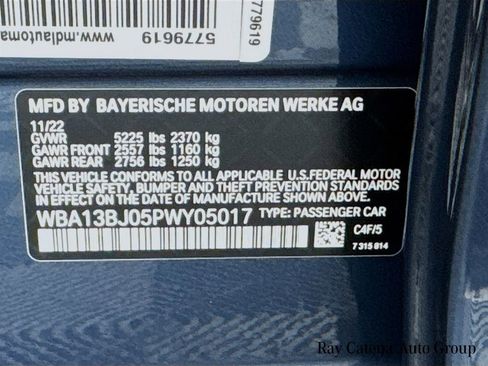 5779619
www.mdlautoma
5779619
MFD BY BAYERISCHE MOTOREN WERKE AG
11/22
GVWR 5225 lbs 2370 kg
GAWR FRONT 2557 lbs 1160 kg
GAWR REAR 2756 lbs 1250 kg
THIS VEHICLE CONFORMS TO ALL APPLICABLE U.S.FEDERAL MOTOR
VEHICLE SAFETY, BUMPER AND THEFT PREVENTION STANDARDS
IN EFFECT ON THE DATE OF MANUFACTURE SHOWN ABOVE.
WBA13BJ05PWY05017 TYPE: PASSENGER CAR
C4F/5
7 315 814
Ray Catena Auto Group